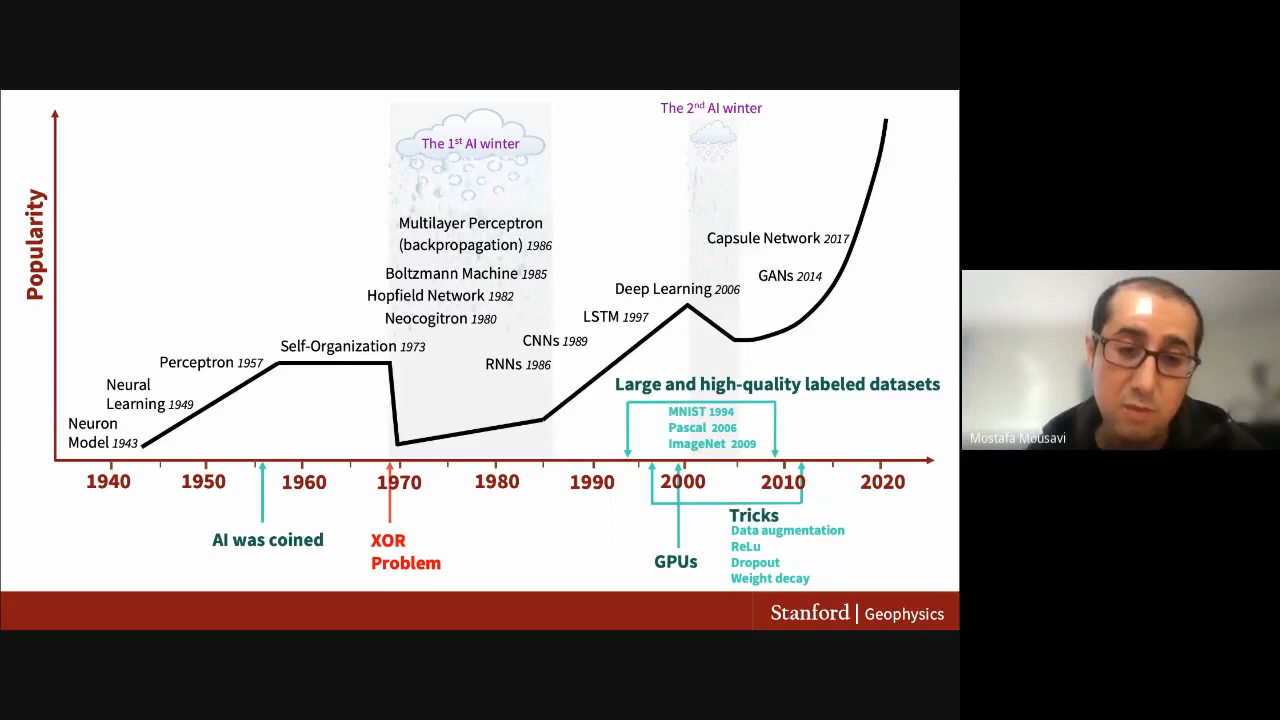 The 2nd AI winter
The 1st AI winter
Popularity
Multilayer Perceptron
(backpropagation) 1986
Boltzmann Machine 1985
Hopfield Network 1982
Neocogitron 1980
Capsule Network 2017
GANs 2014
Deep Learning 2006
LSTM 1997
CNNs 1989
RNNs 1986
Self-Organization 1973
Perceptron 1957
Neural
Learning 1949
Neuron
Model 1943
Large and high-quality labeled datasets
MNIST 1994
Pascal 2006
ImageNet 2009
1940 1950 1960 1970 1980 1990 2000 2010 2020
AI was coined
XOR
Problem
GPUs
Tricks
Data augmentation
ReLu
Dropout
Weight decay
Stanford | Geophysics
Mostafa Mousavi